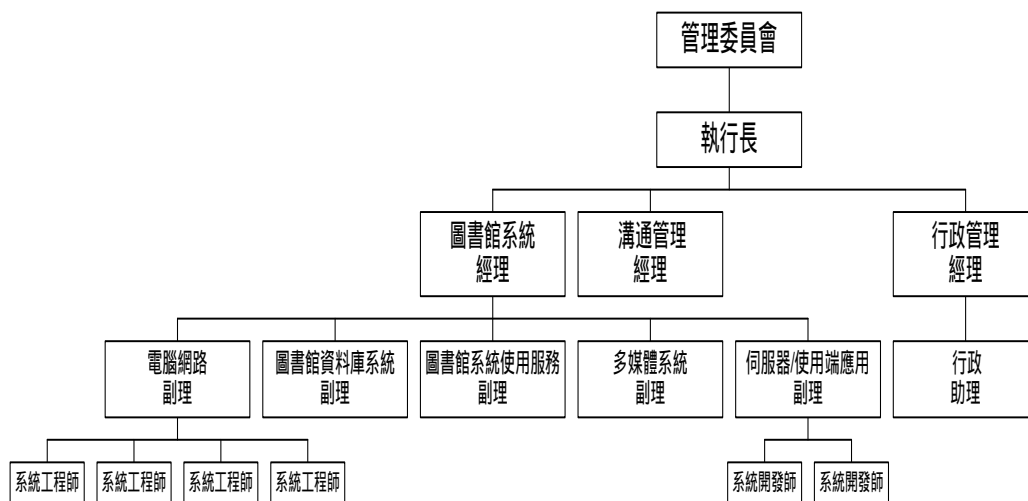 管理委員會
執行長
圖書館系統
經理
溝通管理
經理
行政管理
經理
電腦網路
副理
圖書館資料庫系統
副理
圖書館系統使用服務
副理
多媒體系統
副理
伺服器/使用端應用
副理
行政
助理
系統工程師
系統工程師
系統工程師
系統工程師
系統開發師
系統開發師